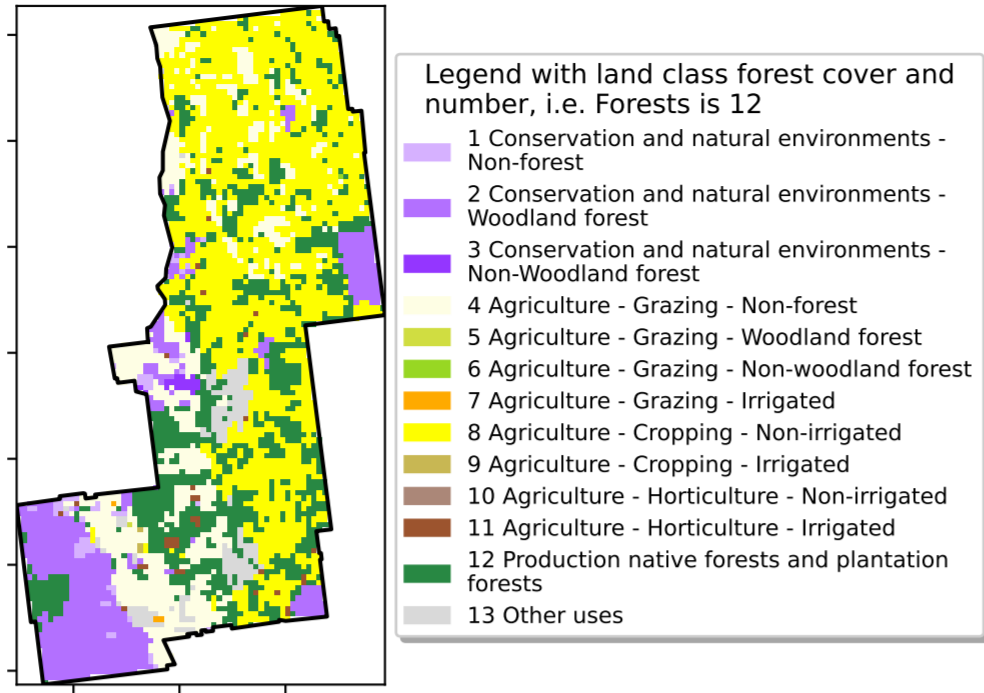 Legend with land class forest cover and
number, i.e. Forests is 12
1 Conservation and natural environments -
Non-forest
2 Conservation and natural environments -
Woodland forest
3 Conservation and natural environments -
Non-Woodland forest
4 Agriculture - Grazing - Non-forest
5 Agriculture - Grazing - Woodland forest
6 Agriculture - Grazing - Non-woodland forest
7 Agriculture - Grazing - Irrigated
8 Agriculture - Cropping - Non-irrigated
9 Agriculture - Cropping - Irrigated
10 Agriculture - Horticulture - Non-irrigated
11 Agriculture - Horticulture - Irrigated
12 Production native forests and plantation
forests
13 Other uses